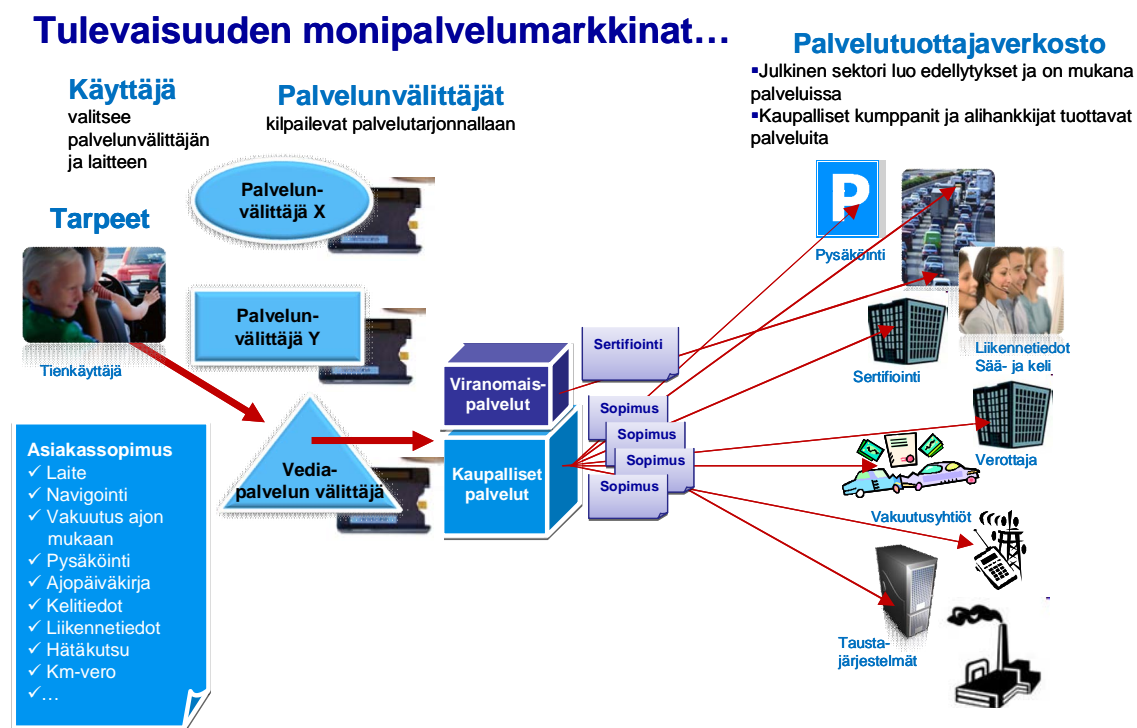 Tulevaisuuden monipalvelumarkkinat…
Käyttäjä
valitsee
palvelunvälittäjän
ja laitteen
Palvelunvälittäjät
kilpailevat palvelutarjonnallaan
Palvelutuottajaverkosto
▪Julkinen sektori luo edellytykset ja on mukana
palveluissa
▪Kaupalliset kumppanit ja alihankkijat tuottavat
palveluita
Tarpeet
Tienkäyttäjä
Palvelun-
välittäjä X
Palvelun-
välittäjä Y
Vedia-
palvelun välittäjä
Asiakassopimus
✓ Laite
✓ Navigointi
✓ Vakuutus ajon
mukaan
✓ Pysäköinti
✓ Ajopäiväkirja
✓ Kelitiedot
✓ Liikennetiedot
✓ Hätäkutsu
✓ Km-vero
✓…
Viranomais-
palvelut
Kaupalliset
palvelut
Sertifiointi
Sopimus
Sopimus
Sopimus
Sopimus
P
Pysäköinti
Sertifiointi
Liikennetiedot
Sää- ja keli
Verottaja
Vakuutusyhtiöt
Tausta-
järjestelmät